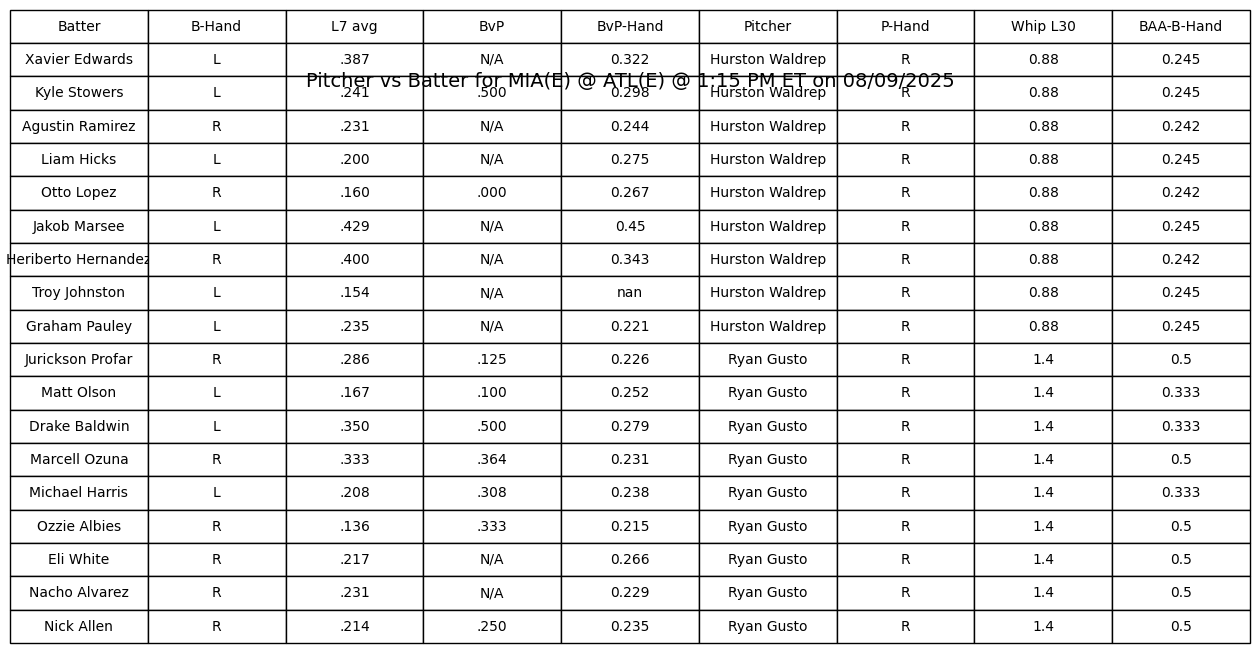 Batter B-Hand L7 avg BvP BvP-Hand Pitcher P-Hand Whip L30 BAA-B-Hand
Xavier Edwards L .387 N/A 0.322 Hurston Waldrep R 0.88 0.245
Pitcher vs Batter for MIA(E) @ ATL(E) @ 1:15 PM ET on 08/09/2025
Kyle Stowers L .241 .500 0.298 Hurston Waldrep R 0.88 0.245
Agustin Ramirez R .231 N/A 0.244 Hurston Waldrep R 0.88 0.242
Liam Hicks L .200 N/A 0.275 Hurston Waldrep R 0.88 0.245
Otto Lopez R .160 .000 0.267 Hurston Waldrep R 0.88 0.242
Jakob Marsee L .429 N/A 0.45 Hurston Waldrep R 0.88 0.245
Heriberto Hernandez R .400 N/A 0.343 Hurston Waldrep R 0.88 0.242
Troy Johnston L .154 N/A nan Hurston Waldrep R 0.88 0.245
Graham Pauley L .235 N/A 0.221 Hurston Waldrep R 0.88 0.245
Jurickson Profar R .286 .125 0.226 Ryan Gusto R 1.4 0.5
Matt Olson L .167 .100 0.252 Ryan Gusto R 1.4 0.333
Drake Baldwin L .350 .500 0.279 Ryan Gusto R 1.4 0.333
Marcell Ozuna R .333 .364 0.231 Ryan Gusto R 1.4 0.5
Michael Harris L .208 .308 0.238 Ryan Gusto R 1.4 0.333
Ozzie Albies R .136 .333 0.215 Ryan Gusto R 1.4 0.5
Eli White R .217 N/A 0.266 Ryan Gusto R 1.4 0.5
Nacho Alvarez R .231 N/A 0.229 Ryan Gusto R 1.4 0.5
Nick Allen R .214 .250 0.235 Ryan Gusto R 1.4 0.5